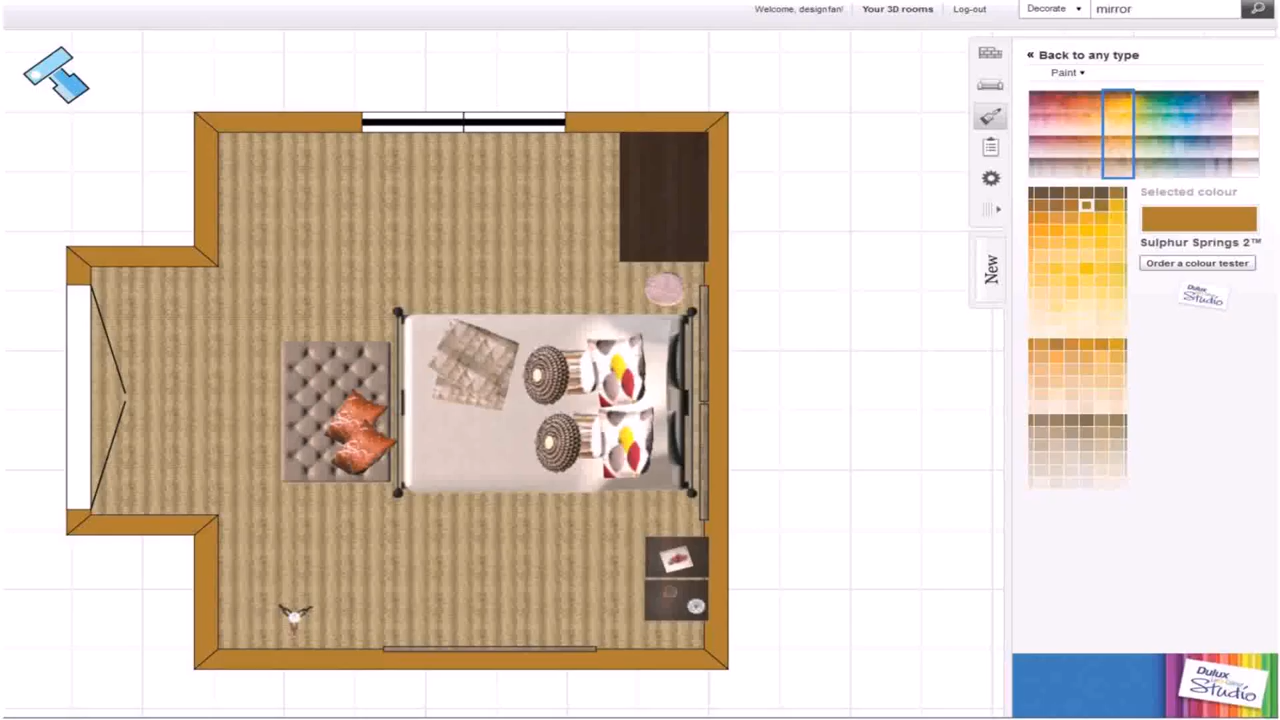 Welcome, designfan! Your 3D rooms Log-out Decorate mirror
« Back to any type
Paint
Selected colour
Sulphur Springs 2™
Order a colour tester
New
Dulux
Studio
Dulux
Studio